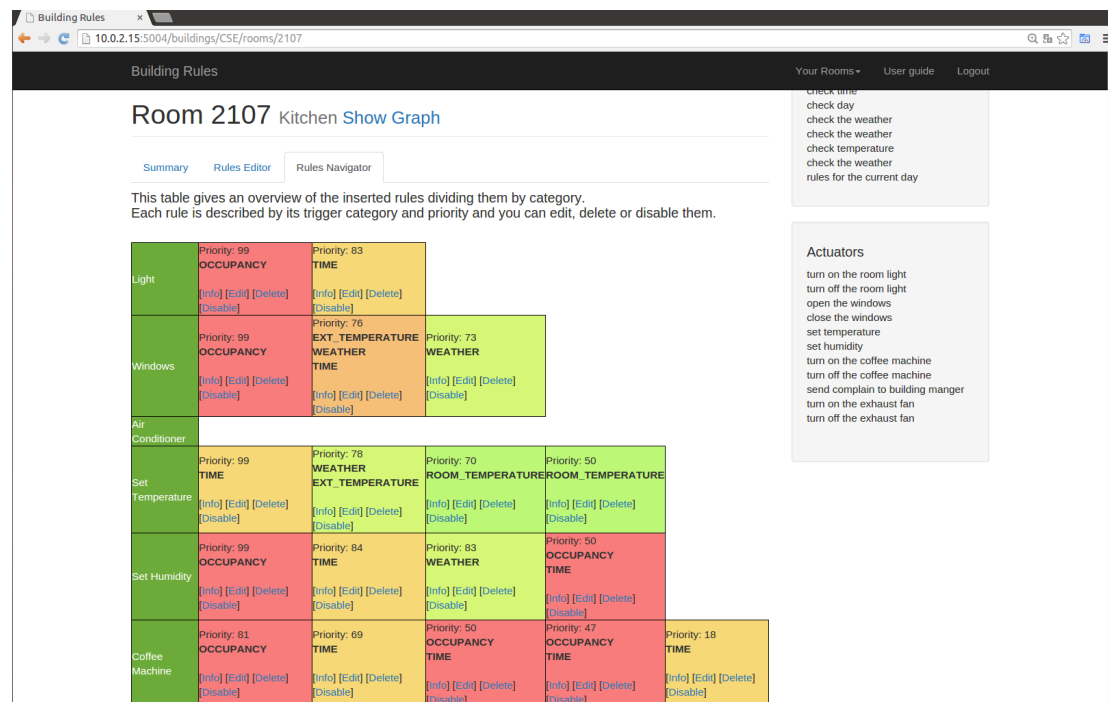 Building Rules ×
10.0.2.15:5004/buildings/CSE/rooms/2107
Building Rules Your Rooms User guide Logout
Room 2107 Kitchen Show Graph
Summary Rules Editor Rules Navigator
This table gives an overview of the inserted rules dividing them by category.
Each rule is described by its trigger category and priority and you can edit, delete or disable them.
Light
Priority: 99
OCCUPANCY
[Info] [Edit] [Delete]
[Disable]
Priority: 83
TIME
[Info] [Edit] [Delete]
[Disable]
Windows
Priority: 99
OCCUPANCY
[Info] [Edit] [Delete]
[Disable]
Priority: 76
EXT_TEMPERATURE
WEATHER
TIME
[Info] [Edit] [Delete]
[Disable]
Priority: 73
WEATHER
[Info] [Edit] [Delete]
[Disable]
Air
Conditioner
Set
Temperature
Priority: 99
TIME
[Info] [Edit] [Delete]
[Disable]
Priority: 78
WEATHER
EXT_TEMPERATURE
[Info] [Edit] [Delete]
[Disable]
Priority: 70
ROOM_TEMPERATURE
[Info] [Edit] [Delete]
[Disable]
Priority: 50
ROOM_TEMPERATURE
[Info] [Edit] [Delete]
[Disable]
Set Humidity
Priority: 99
OCCUPANCY
[Info] [Edit] [Delete]
[Disable]
Priority: 84
TIME
[Info] [Edit] [Delete]
[Disable]
Priority: 83
WEATHER
[Info] [Edit] [Delete]
[Disable]
Priority: 50
OCCUPANCY
TIME
[Info] [Edit] [Delete]
[Disable]
Coffee
Machine
Priority: 81
OCCUPANCY
[Info] [Edit] [Delete]
[Disable]
Priority: 69
TIME
[Info] [Edit] [Delete]
[Disable]
Priority: 50
OCCUPANCY
TIME
[Info] [Edit] [Delete]
[Disable]
Priority: 47
OCCUPANCY
TIME
[Info] [Edit] [Delete]
[Disable]
Priority: 18
TIME
[Info] [Edit] [Delete]
[Disable]
check time
check day
check the weather
check the weather
check temperature
check the weather
rules for the current day
Actuators
turn on the room light
turn off the room light
open the windows
close the windows
set temperature
set humidity
turn on the coffee machine
turn off the coffee machine
send complain to building manger
turn on the exhaust fan
turn off the exhaust fan